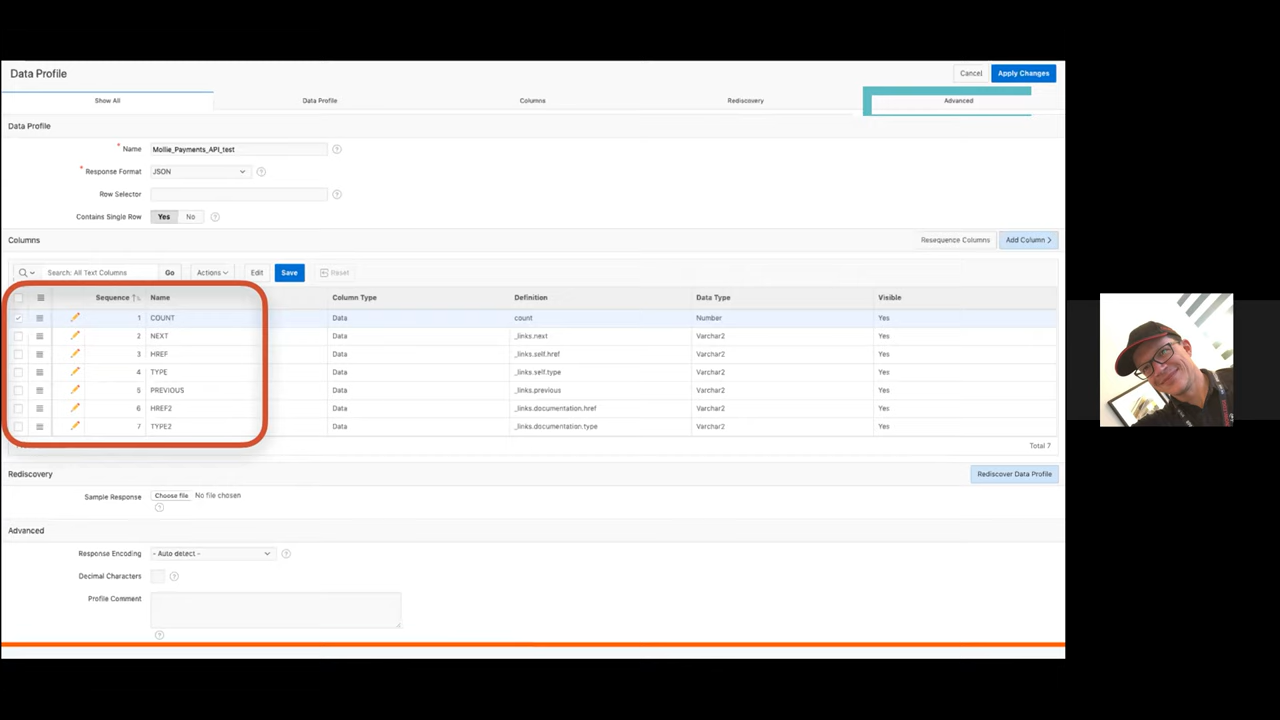 Data Profile
Cancel
Apply Changes
Show All
Data Profile
Columns
Rediscovery
Advanced
Data Profile
* Name Mollie_Payments_API_test ?
* Response Format JSON ?
Row Selector ?
Contains Single Row Yes No ?
Columns
Resequence Columns
Add Column >
Search: All Text Columns Go Actions Edit Save Reset
Sequence Name Column Type Definition Data Type Visible
1 COUNT Data count Number Yes
2 NEXT Data _links.next Varchar2 Yes
3 HREF Data _links.self.href Varchar2 Yes
4 TYPE Data _links.self.type Varchar2 Yes
5 PREVIOUS Data _links.previous Varchar2 Yes
6 HREF2 Data _links.documentation.href Varchar2 Yes
7 TYPE2 Data _links.documentation.type Varchar2 Yes
Total 7
Rediscovery
Rediscover Data Profile
Sample Response Choose file No file chosen
?
Advanced
Response Encoding - Auto detect - ?
Decimal Characters ?
Profile Comment
?